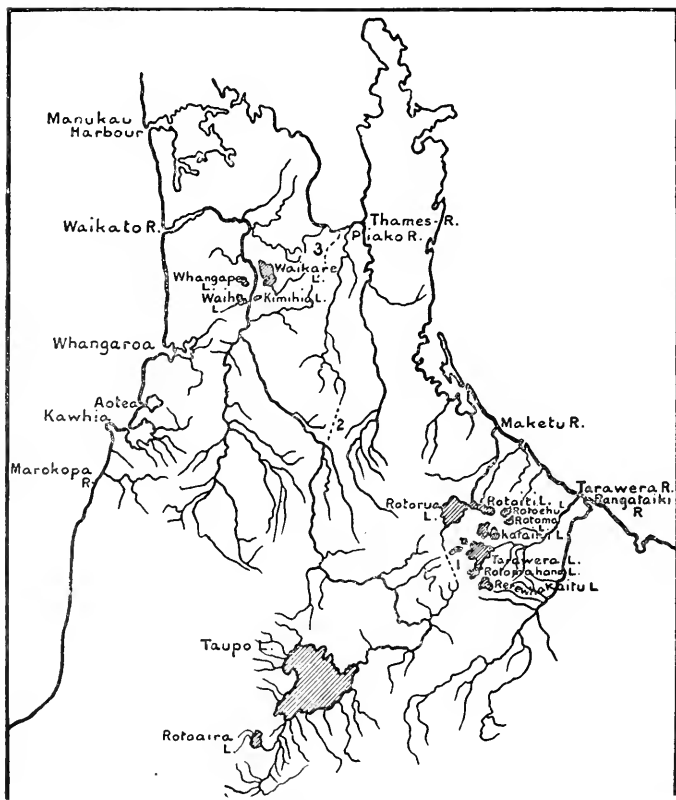 Manukau
Harbour
Waikato R.
Thames R.
Piako R.
3
Waikare
L.
Whangape
L.
Waihi
L
Kimihia L.
Whangaroa
Aotea
Kawhia
2
Maketu R.
Marokopa
R.
Tarawera R.
Rangataiki
R
Rotorua
L.
Rotoiti L.
Rotoehu L
Rotoma
L
Okataina L
1
Tarawera L.
Rotomahana L.
Rerewhakaitu L
Taupo L.
Rotoaira
L